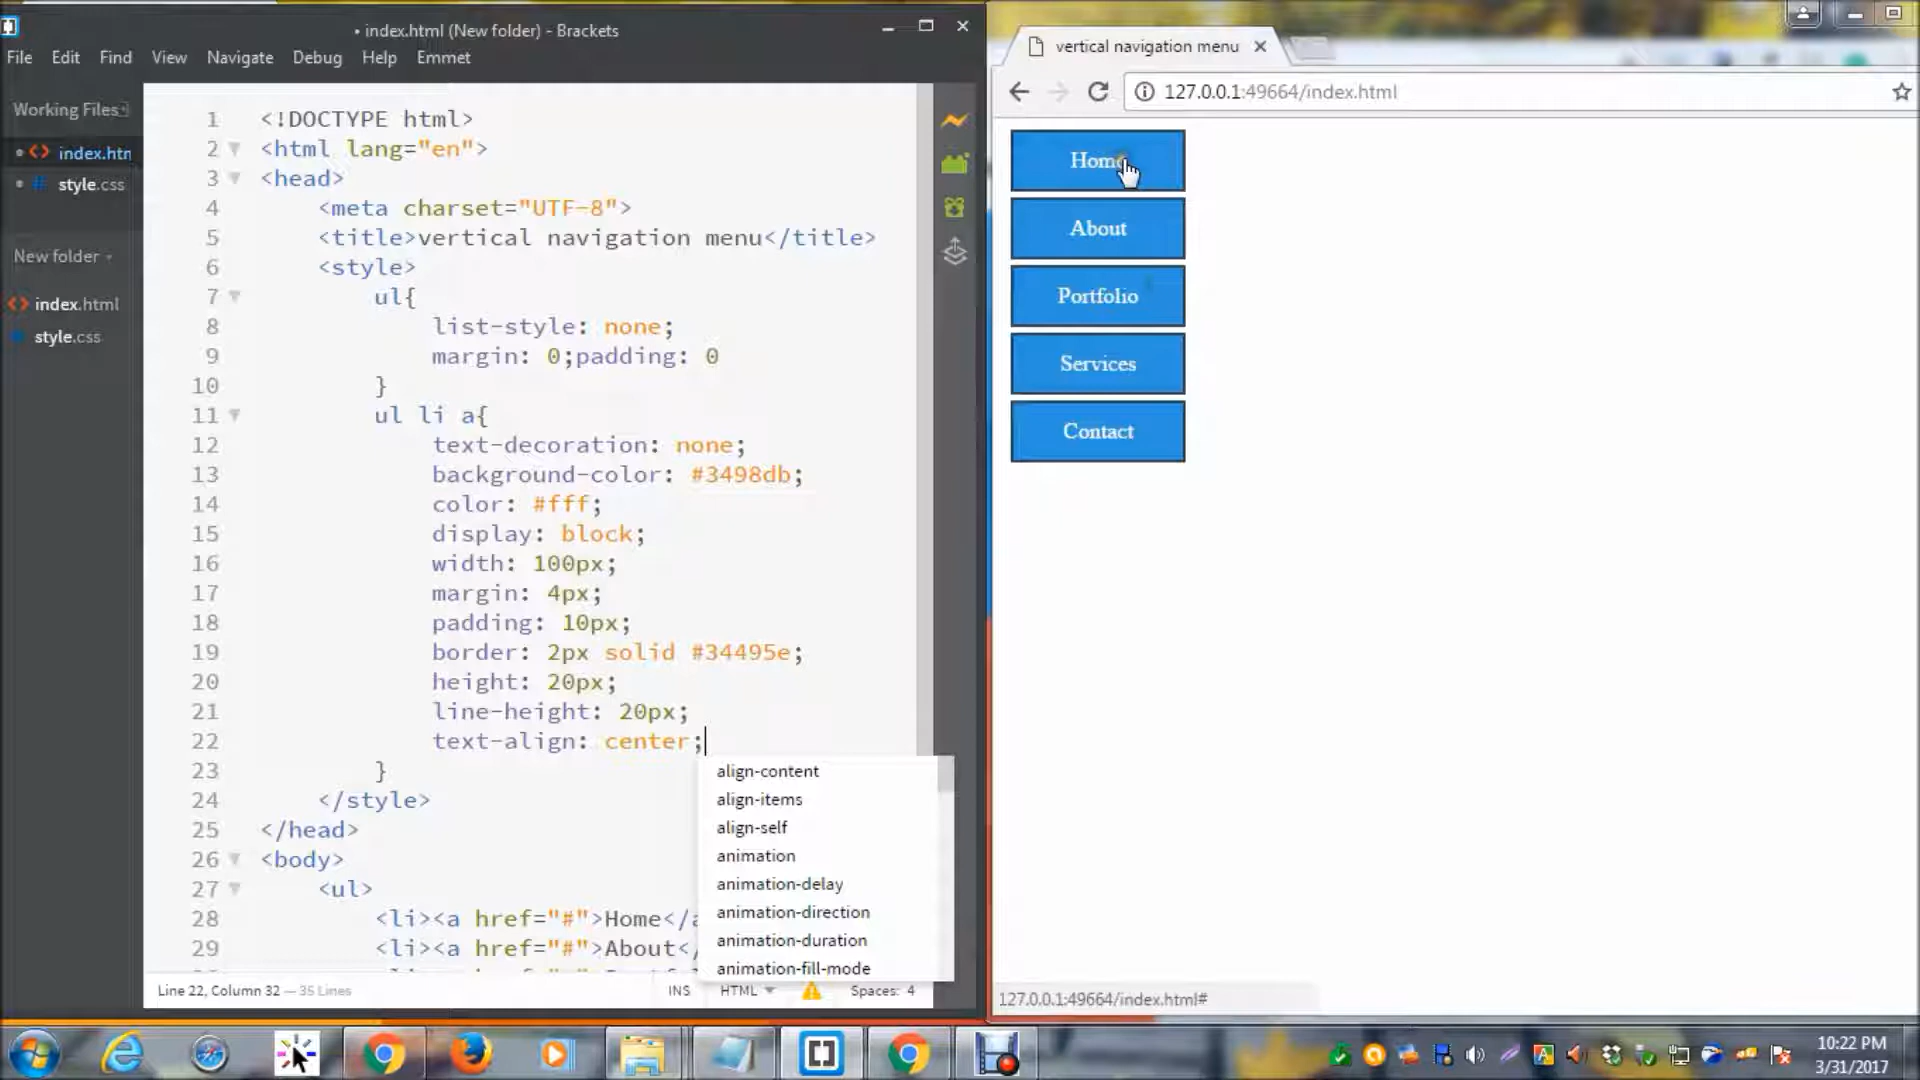 • index.html (New folder) - Brackets
File Edit Find View Navigate Debug Help Emmet
Working Files
index.htm
style.css
New folder
index.html
style.css
1 <!DOCTYPE html>
2 <html lang="en">
3 <head>
4 <meta charset="UTF-8">
5 <title>vertical navigation menu</title>
6 <style>
7 ul{
8 list-style: none;
9 margin: 0;padding: 0
10 }
11 ul li a{
12 text-decoration: none;
13 background-color: #3498db;
14 color: #fff;
15 display: block;
16 width: 100px;
17 margin: 4px;
18 padding: 10px;
19 border: 2px solid #34495e;
20 height: 20px;
21 line-height: 20px;
22 text-align: center;
23 }
24 </style>
25 </head>
26 <body>
27 <ul>
28 <li><a href="#">Home</a
29 <li><a href="#">About</
align-content
align-items
align-self
animation
animation-delay
animation-direction
animation-duration
animation-fill-mode
Line 22, Column 32 — 35 Lines
INS HTML Spaces: 4
vertical navigation menu
127.0.0.1:49664/index.html
Home
About
Portfolio
Services
Contact
127.0.0.1:49664/index.html#
10:22 PM
3/31/2017